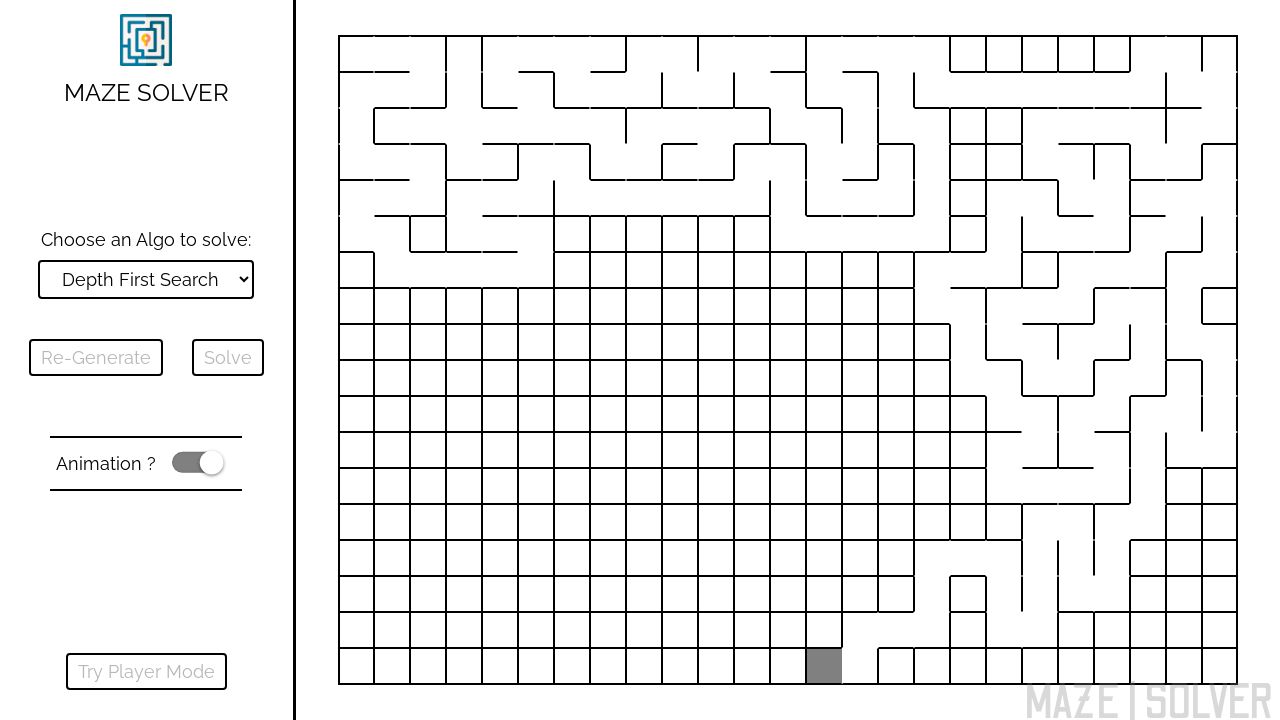 MAZE SOLVER
Choose an Algo to solve:
Depth First Search
Re-Generate
Solve
Animation ?
Try Player Mode
MAZE | SOLVER